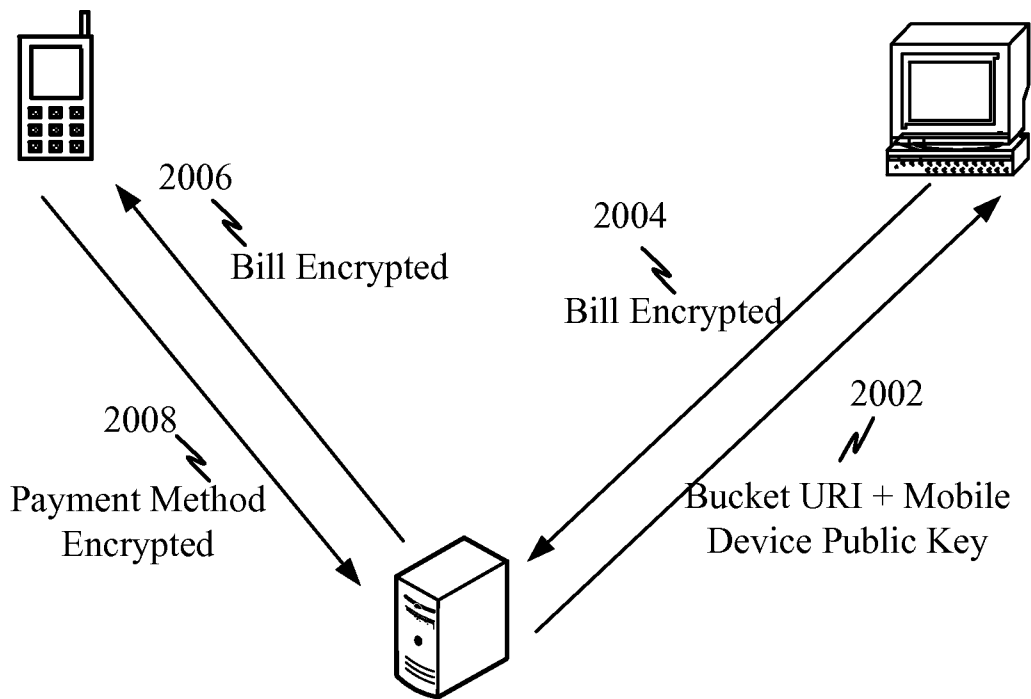 2006
Bill Encrypted
2004
Bill Encrypted
2008
Payment Method
Encrypted
2002
Bucket URI + Mobile
Device Public Key